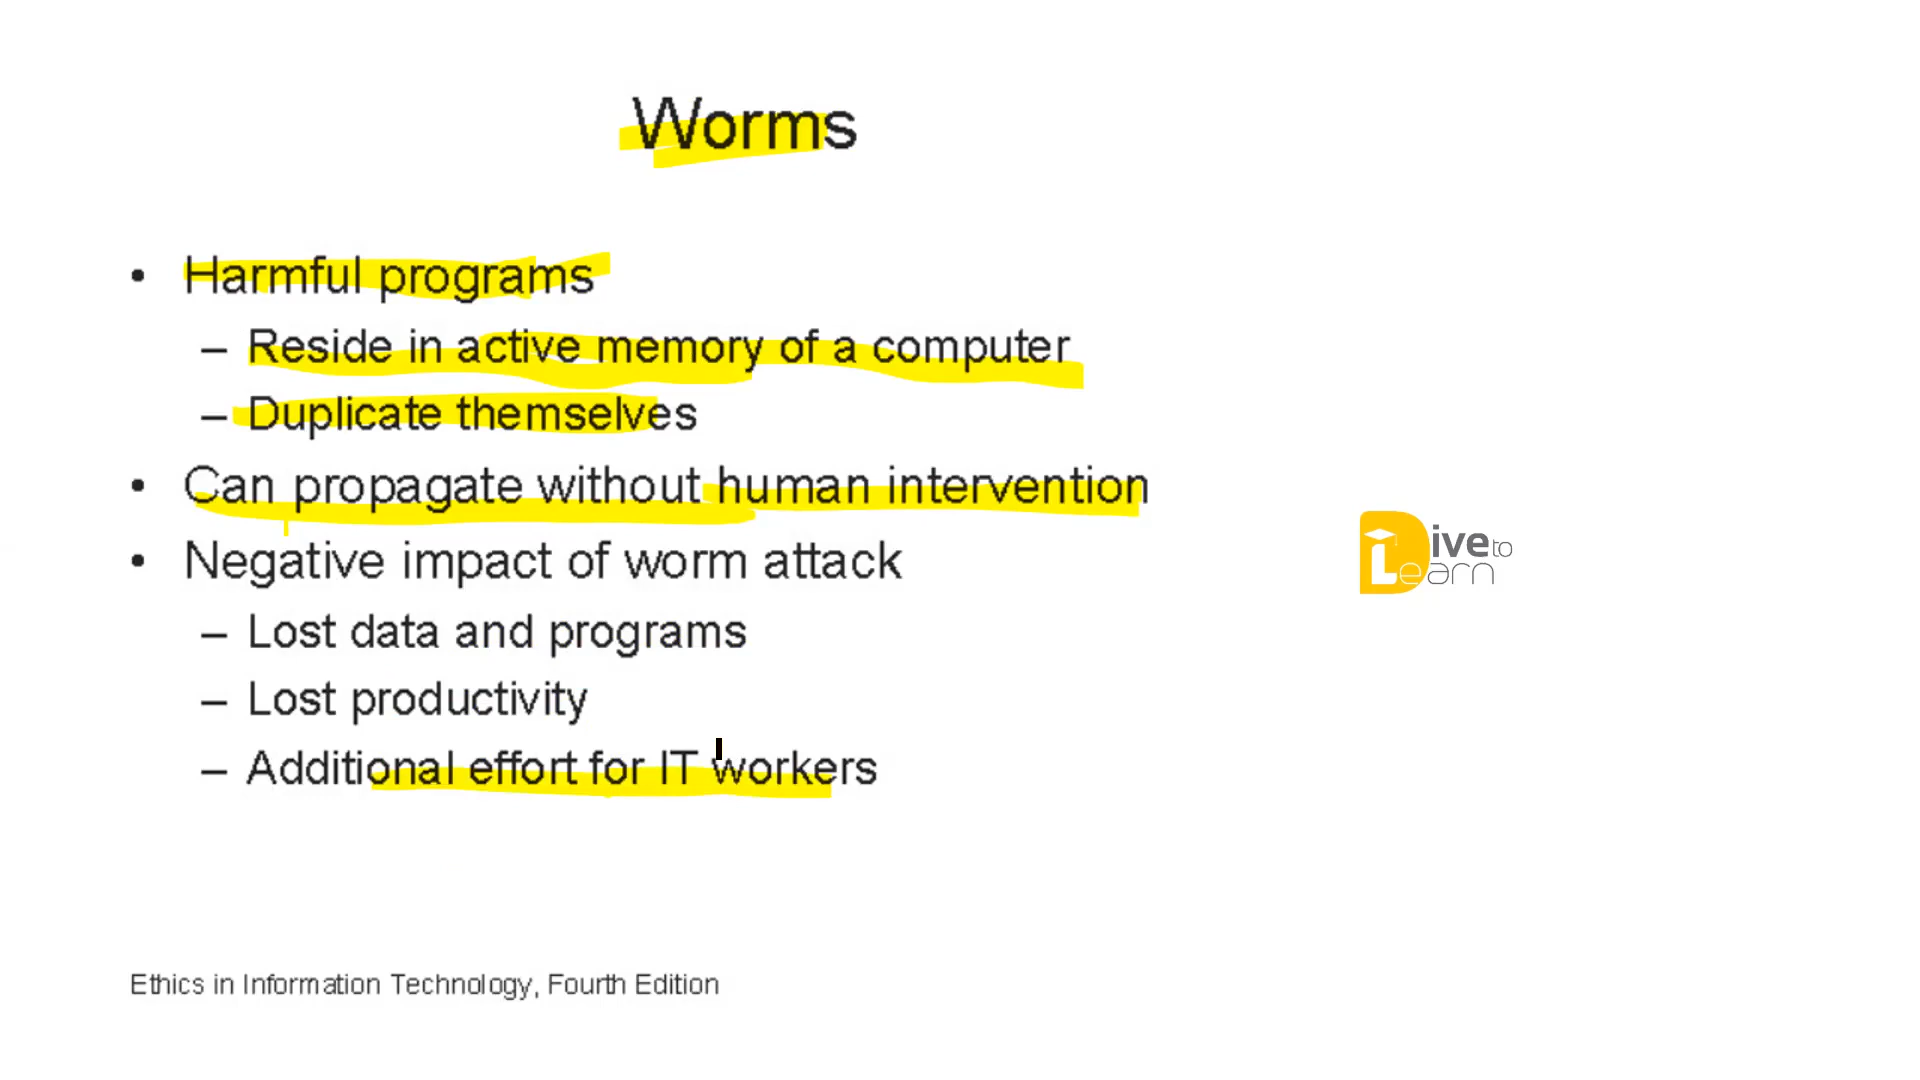 Worms
• Harmful programs
– Reside in active memory of a computer
– Duplicate themselves
• Can propagate without human intervention
• Negative impact of worm attack
– Lost data and programs
– Lost productivity
– Additional effort for IT workers
Dive to
Learn
Ethics in Information Technology, Fourth Edition